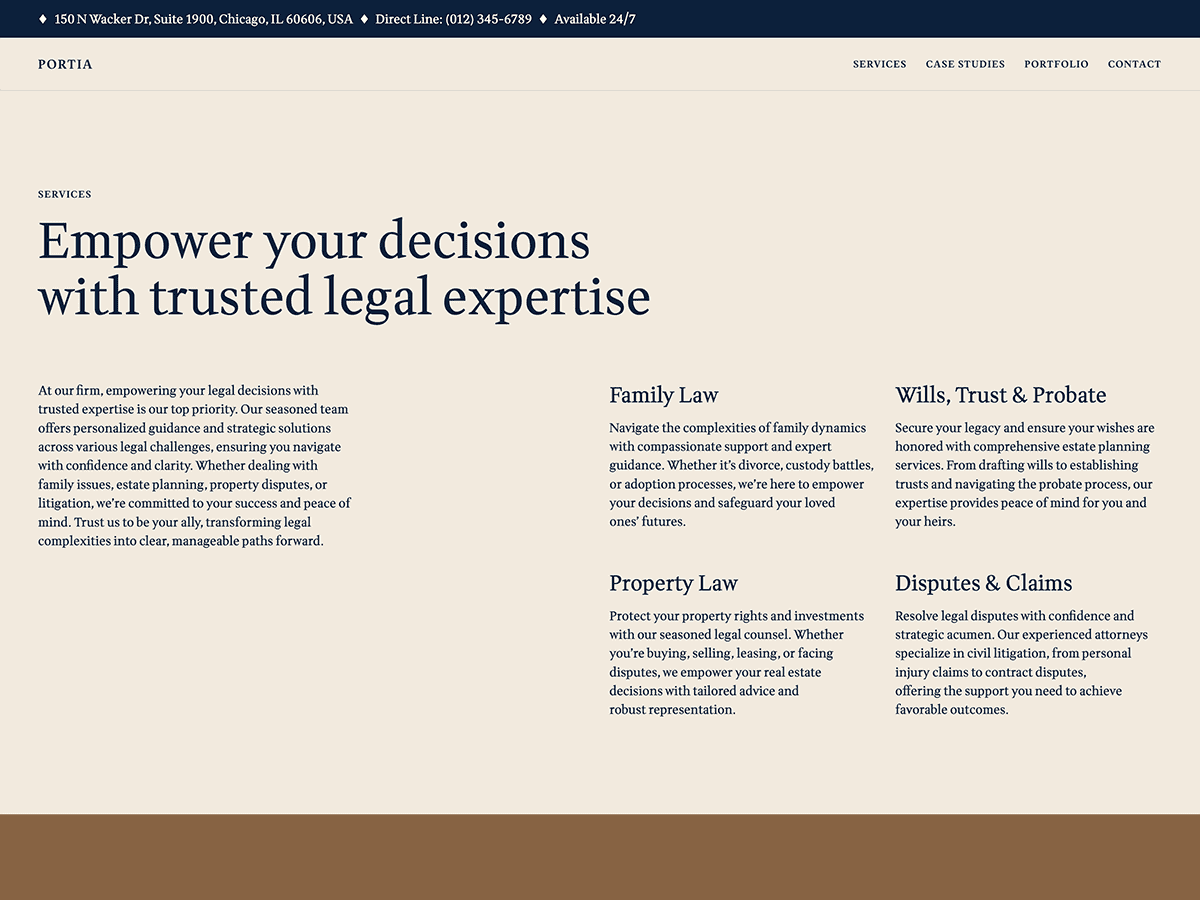 ♦ 150 N Wacker Dr, Suite 1900, Chicago, IL 60606, USA ♦ Direct Line: (012) 345-6789 ♦ Available 24/7
PORTIA
SERVICES CASE STUDIES PORTFOLIO CONTACT
SERVICES
Empower your decisions
with trusted legal expertise
At our firm, empowering your legal decisions with
trusted expertise is our top priority. Our seasoned team
offers personalized guidance and strategic solutions
across various legal challenges, ensuring you navigate
with confidence and clarity. Whether dealing with
family issues, estate planning, property disputes, or
litigation, we’re committed to your success and peace of
mind. Trust us to be your ally, transforming legal
complexities into clear, manageable paths forward.
Family Law
Navigate the complexities of family dynamics
with compassionate support and expert
guidance. Whether it’s divorce, custody battles,
or adoption processes, we’re here to empower
your decisions and safeguard your loved
ones’ futures.
Wills, Trust & Probate
Secure your legacy and ensure your wishes are
honored with comprehensive estate planning
services. From drafting wills to establishing
trusts and navigating the probate process, our
expertise provides peace of mind for you and
your heirs.
Property Law
Protect your property rights and investments
with our seasoned legal counsel. Whether
you’re buying, selling, leasing, or facing
disputes, we empower your real estate
decisions with tailored advice and
robust representation.
Disputes & Claims
Resolve legal disputes with confidence and
strategic acumen. Our experienced attorneys
specialize in civil litigation, from personal
injury claims to contract disputes,
offering the support you need to achieve
favorable outcomes.